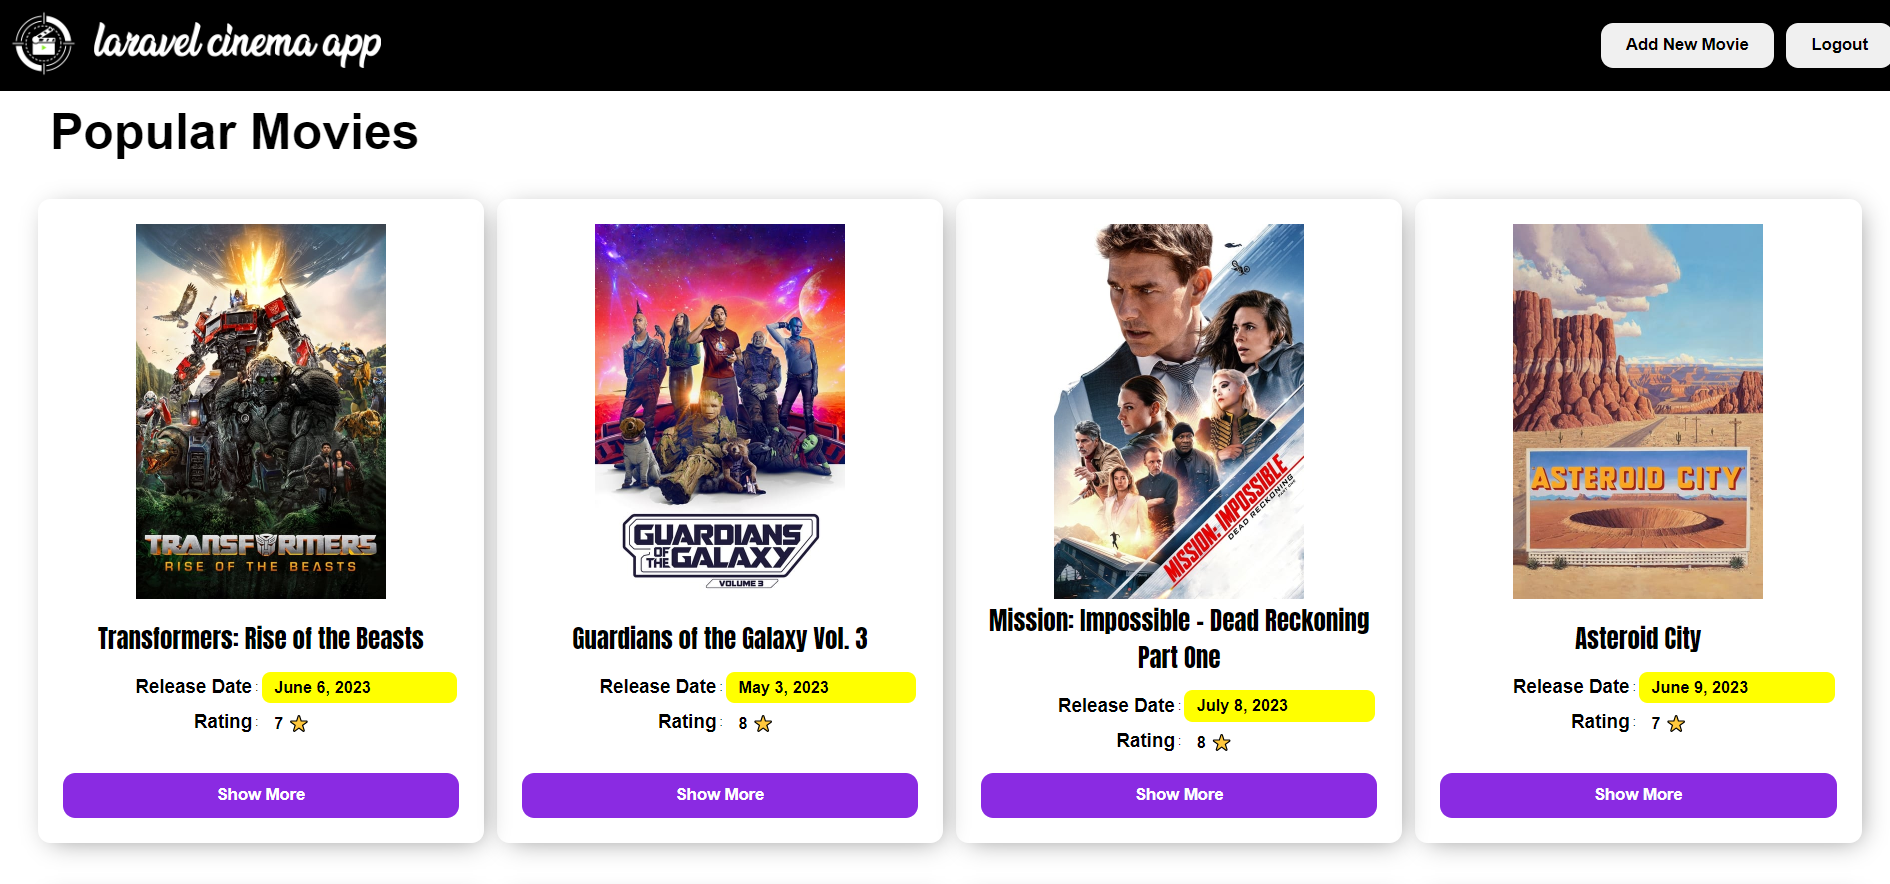 laravel cinema app
Add New Movie
Logout
Popular Movies
TRANSFORMERS
RISE OF THE BEASTS
GUARDIANS
OF THE GALAXY
VOLUME 3
MISSION: IMPOSSIBLE
DEAD RECKONING
PART ONE
ASTEROID CITY
Transformers: Rise of the Beasts
Release Date : June 6, 2023
Rating : 7
Show More
Guardians of the Galaxy Vol. 3
Release Date : May 3, 2023
Rating : 8
Show More
Mission: Impossible - Dead Reckoning
Part One
Release Date : July 8, 2023
Rating : 8
Show More
Asteroid City
Release Date : June 9, 2023
Rating : 7
Show More